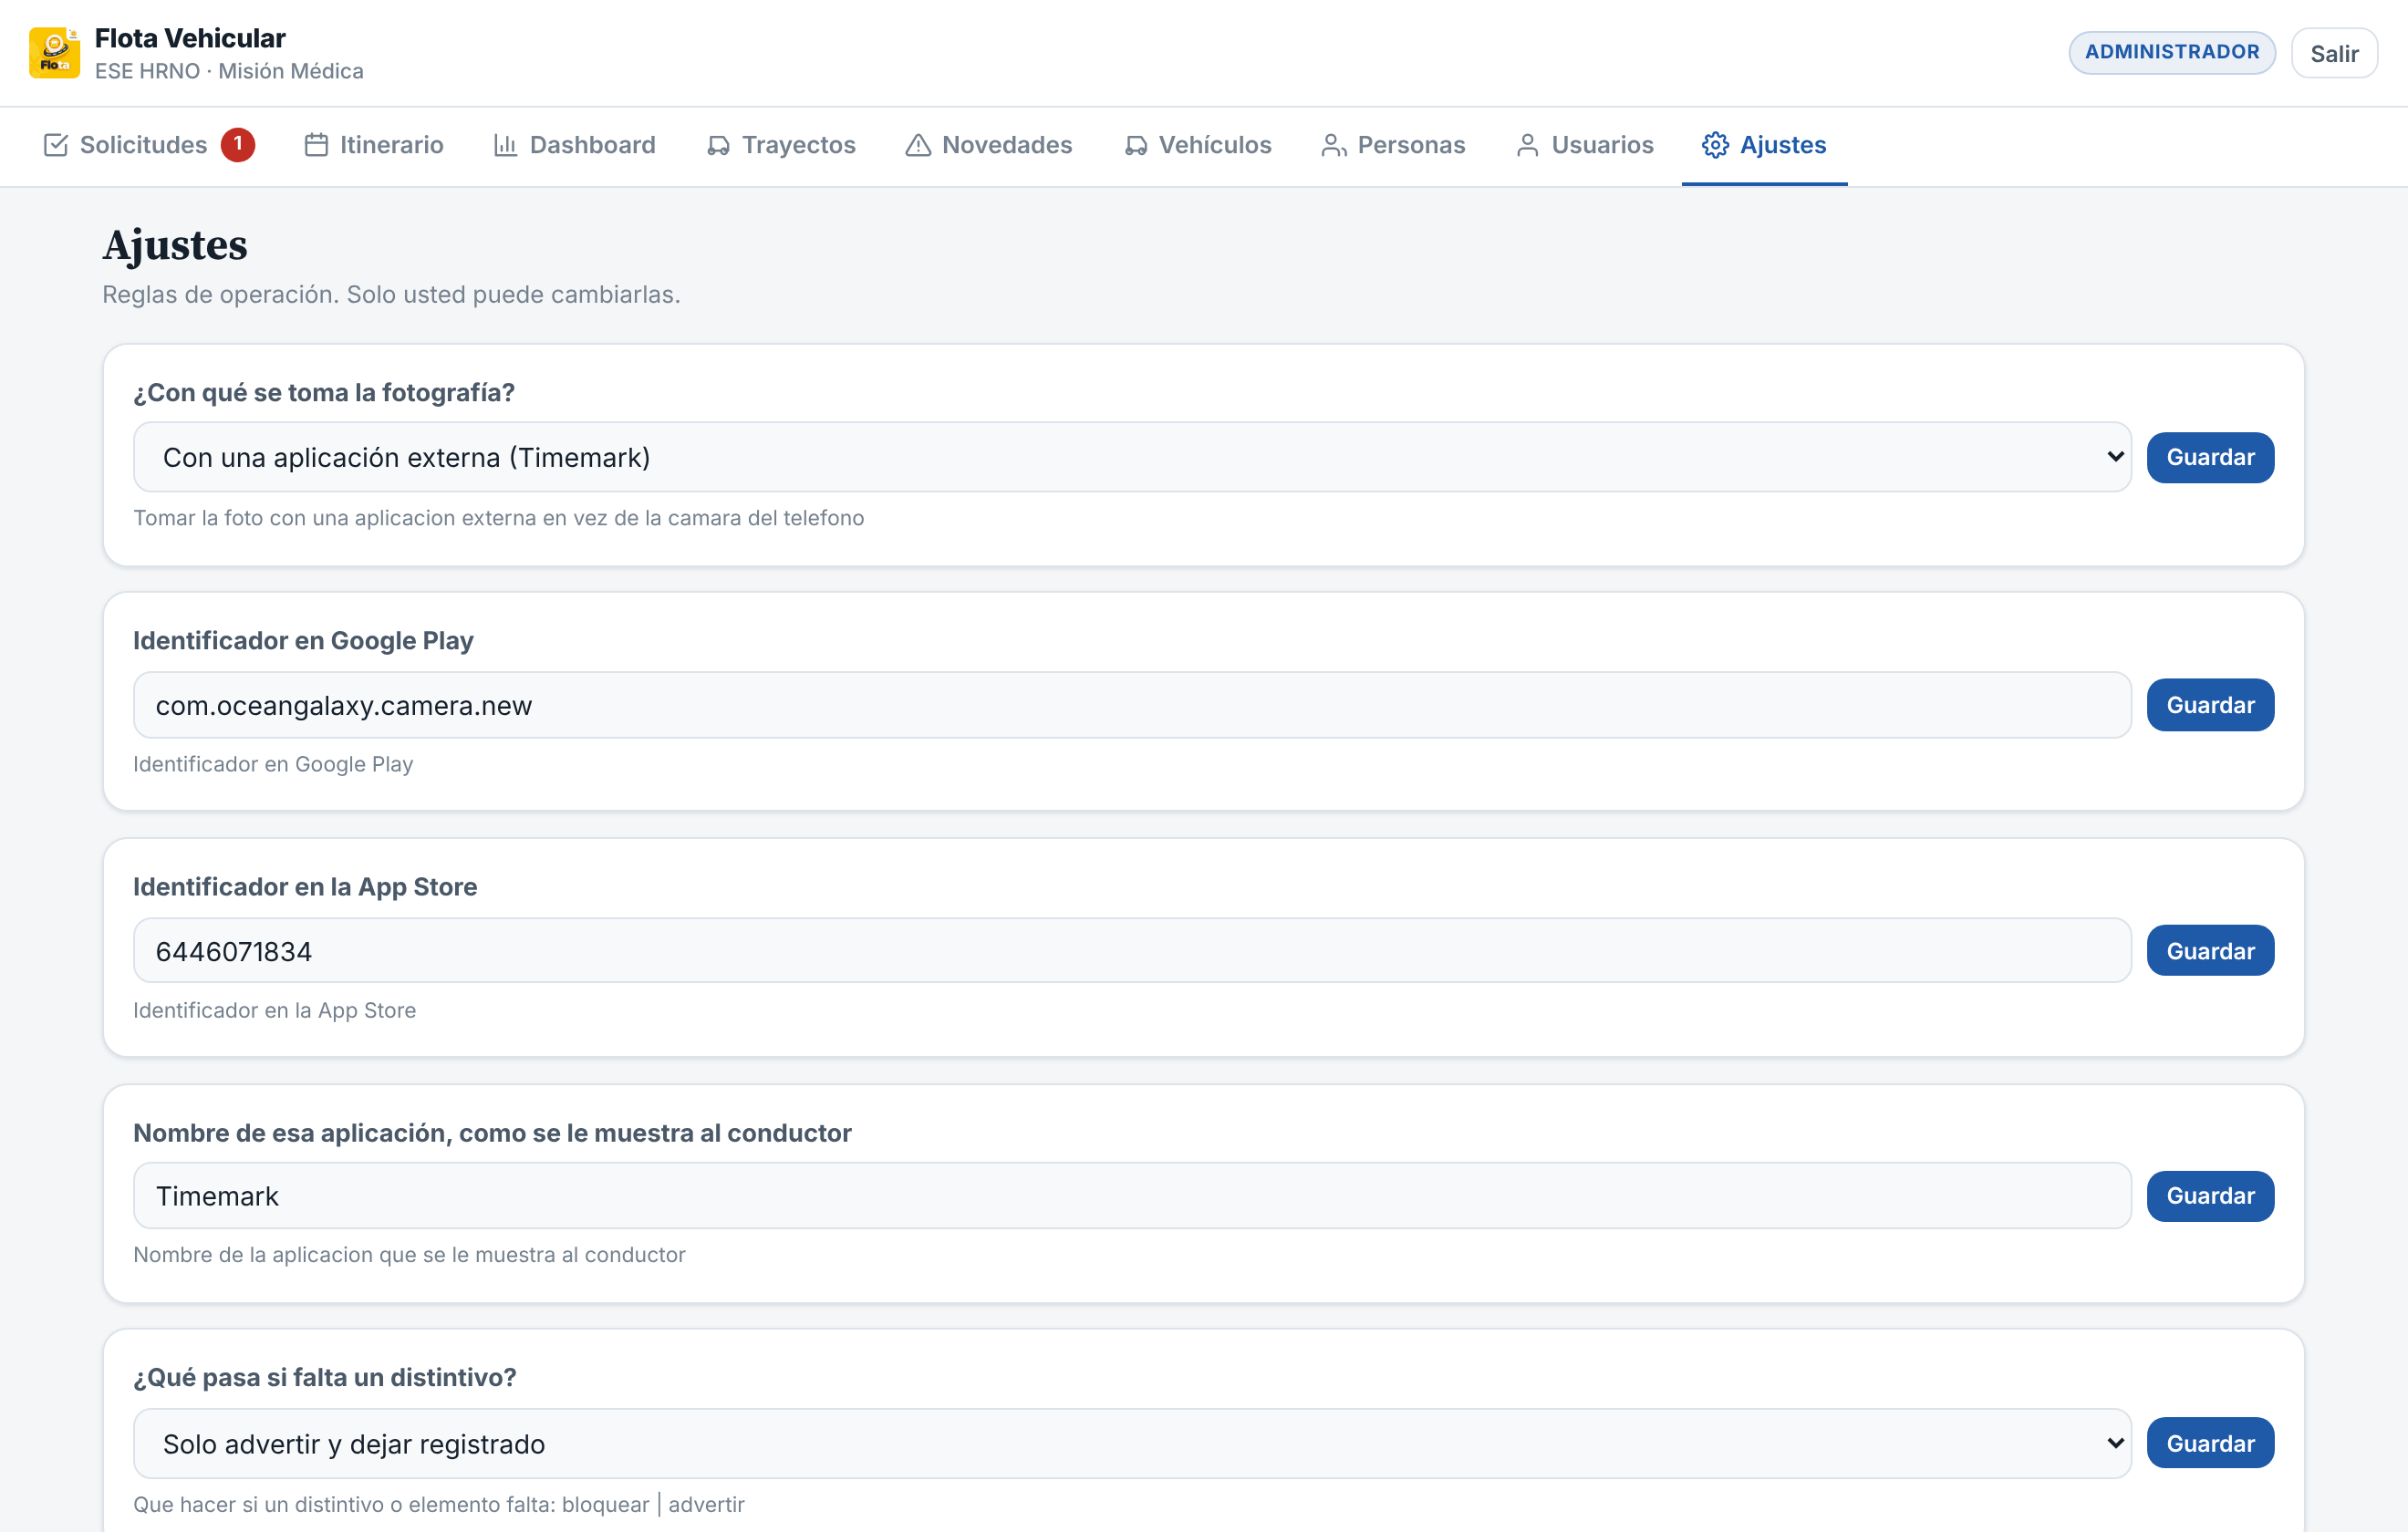 Flota
Flota Vehicular
ESE HRNO · Misión Médica
ADMINISTRADOR
Salir
Solicitudes 1
Itinerario
Dashboard
Trayectos
Novedades
Vehículos
Personas
Usuarios
Ajustes
Ajustes
Reglas de operación. Solo usted puede cambiarlas.
¿Con qué se toma la fotografía?
Con una aplicación externa (Timemark)
Guardar
Tomar la foto con una aplicacion externa en vez de la camara del telefono
Identificador en Google Play
com.oceangalaxy.camera.new
Guardar
Identificador en Google Play
Identificador en la App Store
6446071834
Guardar
Identificador en la App Store
Nombre de esa aplicación, como se le muestra al conductor
Timemark
Guardar
Nombre de la aplicacion que se le muestra al conductor
¿Qué pasa si falta un distintivo?
Solo advertir y dejar registrado
Guardar
Que hacer si un distintivo o elemento falta: bloquear | advertir